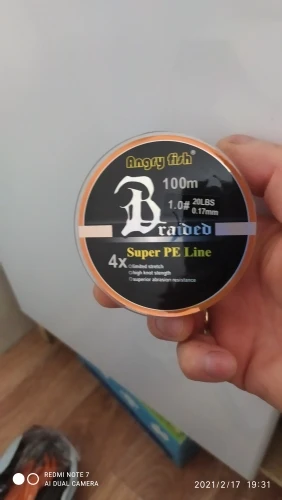 Angry fish®
100m
1.0# 20LBS
0.17mm
Braided
Super PE Line
4x
limited stretch
high knot stength
superior abrasion resistance
REDMI NOTE 7
AI DUAL CAMERA
2021/2/17 19:31